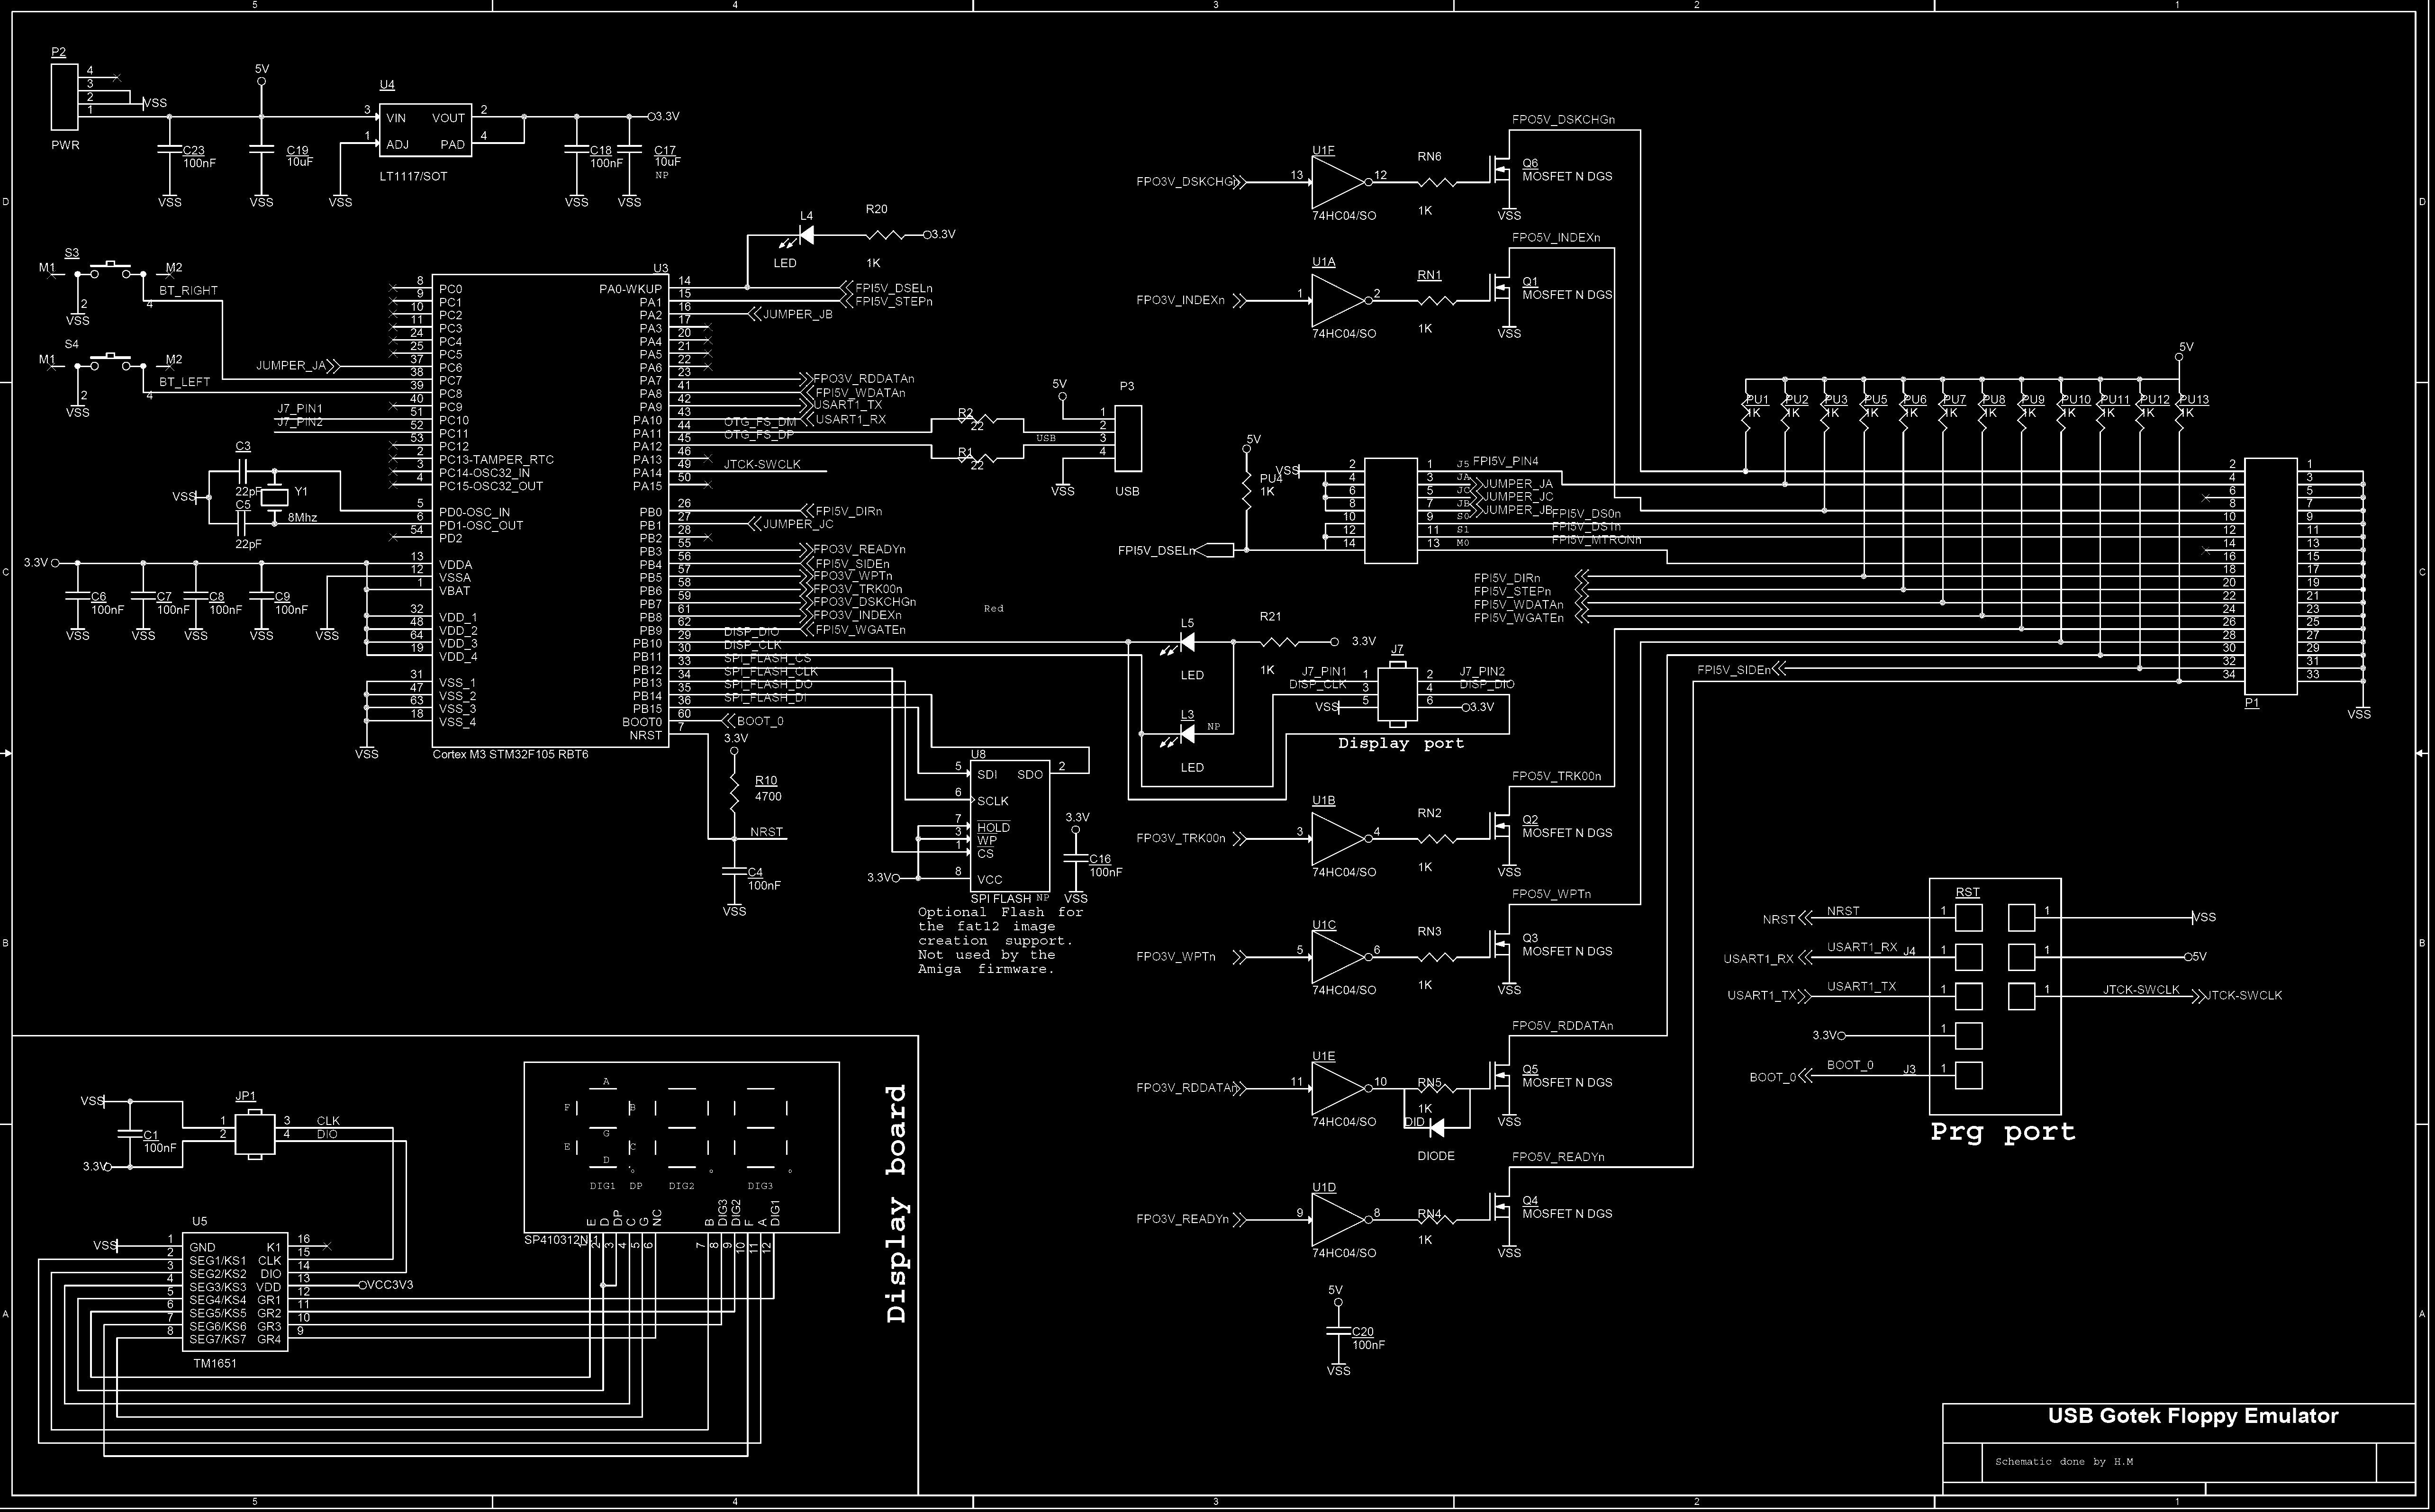 5 4 3 2 1
P2
4
3
2
1
VSS
PWR
5V
C23
100nF
VSS
C19
10uF
VSS
U4
3 VIN VOUT 2
1 ADJ PAD 4
LT1117/SOT
VSS
3.3V
C18
100nF
VSS
C17
10uF
NP
VSS
D
D
S3
M1 M2
BT_RIGHT
2 4
VSS
S4
M1 M2
BT_LEFT
2 4
VSS
JUMPER_JA
J7_PIN1
J7_PIN2
C3
22pF
C5
22pF
VSS
Y1
8Mhz
3.3V
C6
100nF
VSS
C7
100nF
VSS
C8
100nF
VSS
C9
100nF
VSS
VSS
VSS
U3
8 PC0
9 PC1
10 PC2
11 PC3
24 PC4
25 PC5
37 PC6
38 PC7
39 PC8
40 PC9
51 PC10
52 PC11
53 PC12
2 PC13-TAMPER_RTC
3 PC14-OSC32_IN
4 PC15-OSC32_OUT
5 PD0-OSC_IN
6 PD1-OSC_OUT
54 PD2
13 VDDA
12 VSSA
1 VBAT
32 VDD_1
48 VDD_2
64 VDD_3
19 VDD_4
31 VSS_1
47 VSS_2
63 VSS_3
18 VSS_4
PA0-WKUP 14 FPI5V_DSELn
PA1 15 FPI5V_STEPn
PA2 16 JUMPER_JB
PA3 17
PA4 20
PA5 21
PA6 22
PA7 23 FPO3V_RDDATAn
PA8 41 FPI5V_WDATAn
PA9 42 USART1_TX
PA10 43 USART1_RX
PA11 44 OTG_FS_DM
PA12 45 OTG_FS_DP
PA13 46
PA14 49 JTCK-SWCLK
PA15 50
PB0 26 FPI5V_DIRn
PB1 27 JUMPER_JC
PB2 28
PB3 55 FPO3V_READYn
PB4 56 FPI5V_SIDEn
PB5 57 FPO3V_WPTn
PB6 58 FPO3V_TRK00n
PB7 59 FPO3V_DSKCHGn
PB8 61 FPO3V_INDEXn
PB9 62 FPI5V_WGATEn
PB10 29 DISP_DIO
PB11 30 DISP_CLK
PB12 33 SPI_FLASH_CS
PB13 34 SPI_FLASH_CLK
PB14 35 SPI_FLASH_DO
PB15 36 SPI_FLASH_DI
BOOT0 60 BOOT_0
NRST 7
Cortex M3 STM32F105 RBT6
L4
LED
R20
1K
3.3V
R2
22
R1
22
USB
5V
P3
1
2
3
4
VSS
USB
Red
3.3V
R10
4700
NRST
C4
100nF
VSS
U8
5 SDI SDO 2
6 SCLK
7 HOLD
3 WP
1 CS
8 VCC
3.3V
SPI FLASH NP
Optional Flash for
the fat12 image
creation support.
Not used by the
Amiga firmware.
3.3V
C16
100nF
VSS
L5
LED
R21
1K
3.3V
L3
NP
LED
J7
J7_PIN1 1 2 J7_PIN2
DISP_CLK 3 4 DISP_DIO
VSS 5 6 3.3V
Display port
FPO3V_DSKCHGn
U1F
13 12
74HC04/SO
RN6
1K
FPO5V_DSKCHGn
Q6
MOSFET N DGS
VSS
FPO3V_INDEXn
U1A
1 2
74HC04/SO
RN1
1K
FPO5V_INDEXn
Q1
MOSFET N DGS
VSS
5V
PU4
1K
VSS
FPI5V_DSELn
2 1 J5 FPI5V_PIN4
4 3 JA JUMPER_JA
6 5 JC JUMPER_JC
8 7 JB JUMPER_JB
10 9 S0 FPI5V_DS0n
12 11 S1 FPI5V_DS1n
14 13 M0 FPI5V_MTRONn
5V
PU1
1K
PU2
1K
PU3
1K
PU5
1K
PU6
1K
PU7
1K
PU8
1K
PU9
1K
PU10
1K
PU11
1K
PU12
1K
PU13
1K
FPI5V_DIRn
FPI5V_STEPn
FPI5V_WDATAn
FPI5V_WGATEn
FPI5V_SIDEn
2 1
4 3
6 5
8 7
10 9
12 11
14 13
16 15
18 17
20 19
22 21
24 23
26 25
28 27
30 29
32 31
34 33
P1
VSS
C
C
FPO3V_TRK00n
U1B
3 4
74HC04/SO
RN2
1K
FPO5V_TRK00n
Q2
MOSFET N DGS
VSS
FPO3V_WPTn
U1C
5 6
74HC04/SO
RN3
1K
FPO5V_WPTn
Q3
MOSFET N DGS
VSS
FPO3V_RDDATAn
U1E
11 10
74HC04/SO
RN5
1K
DID
DIODE
FPO5V_RDDATAn
Q5
MOSFET N DGS
VSS
FPO3V_READYn
U1D
9 8
74HC04/SO
RN4
1K
FPO5V_READYn
Q4
MOSFET N DGS
VSS
5V
C20
100nF
VSS
B
B
RST
NRST NRST 1 1 VSS
USART1_RX USART1_RX J4 1 1 5V
USART1_TX USART1_TX 1 1 JTCK-SWCLK JTCK-SWCLK
3.3V 1
BOOT_0 BOOT_0 J3 1
Prg port
VSS
C1
100nF
3.3V
JP1
1 3 CLK
2 4 DIO
U5
VSS 1 GND K1 16
2 SEG1/KS1 CLK 15
3 SEG2/KS2 DIO 14
4 SEG3/KS3 VDD 13 VCC3V3
5 SEG4/KS4 GR1 12
6 SEG5/KS5 GR2 11
7 SEG6/KS6 GR3 10
8 SEG7/KS7 GR4 9
TM1651
A
F B
G
E C
D
DIG1 DP DIG2 DIG3
E D DP C G NC B DIG3 DIG2 F A DIG1
1 2 3 4 5 6 7 8 9 10 11 12
Display board
A
A
USB Gotek Floppy Emulator
Schematic done by H.M
5 4 3 2 1